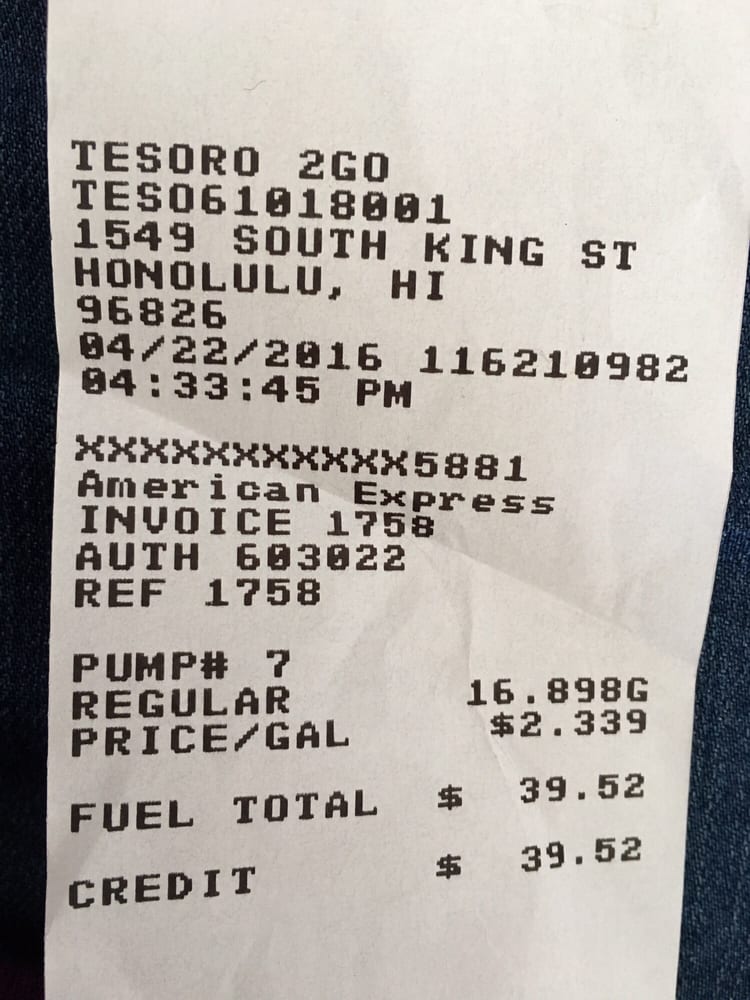 TESORO 2GO
TESO61018001
1549 SOUTH KING ST
HONOLULU, HI
96826
04/22/2016 116210982
04:33:45 PM
XXXXXXXXXXX5881
American Express
INVOICE 1758
AUTH 603022
REF 1758
PUMP# 7
REGULAR 16.898G
PRICE/GAL $2.339
FUEL TOTAL $ 39.52
CREDIT $ 39.52